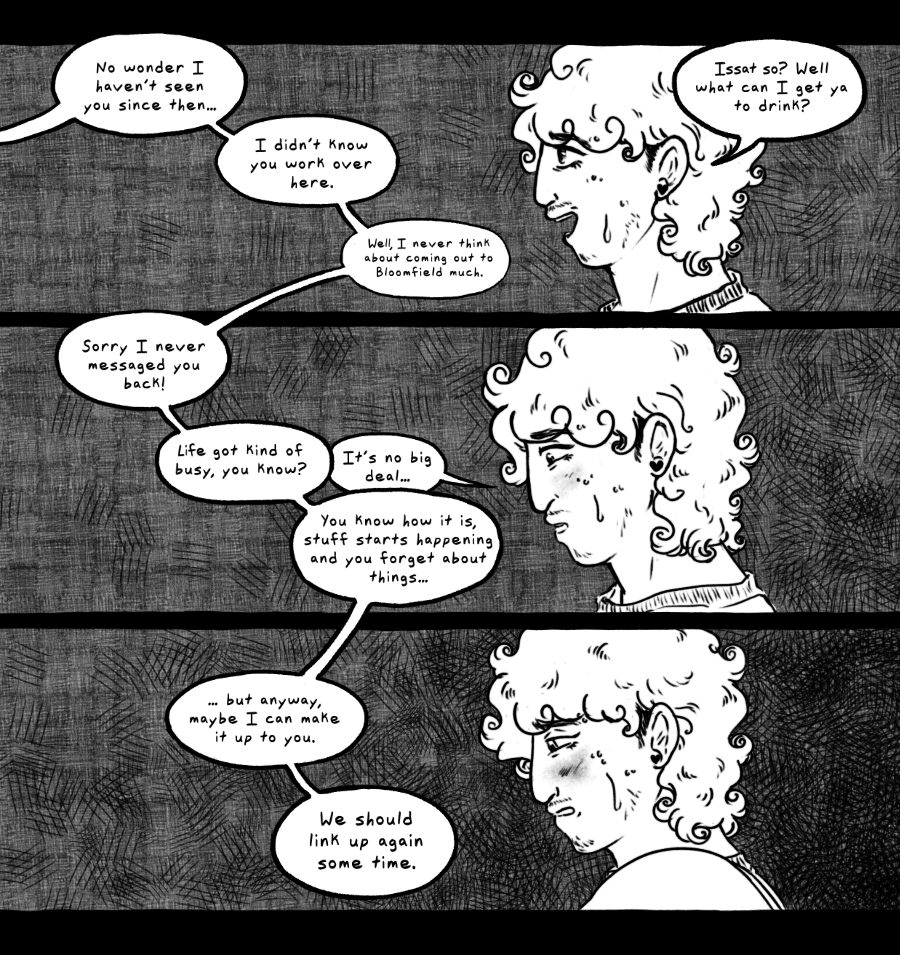 No wonder I
haven't seen
you since then...
I didn't know
you work over
here.
Well, I never think
about coming out to
Bloomfield much.
Issat so? Well
what can I get ya
to drink?
Sorry I never
messaged you
back!
Life got kind of
busy, you know?
It's no big
deal...
You know how it is,
stuff starts happening
and you forget about
things...
... but anyway,
maybe I can make
it up to you.
We should
link up again
some time.